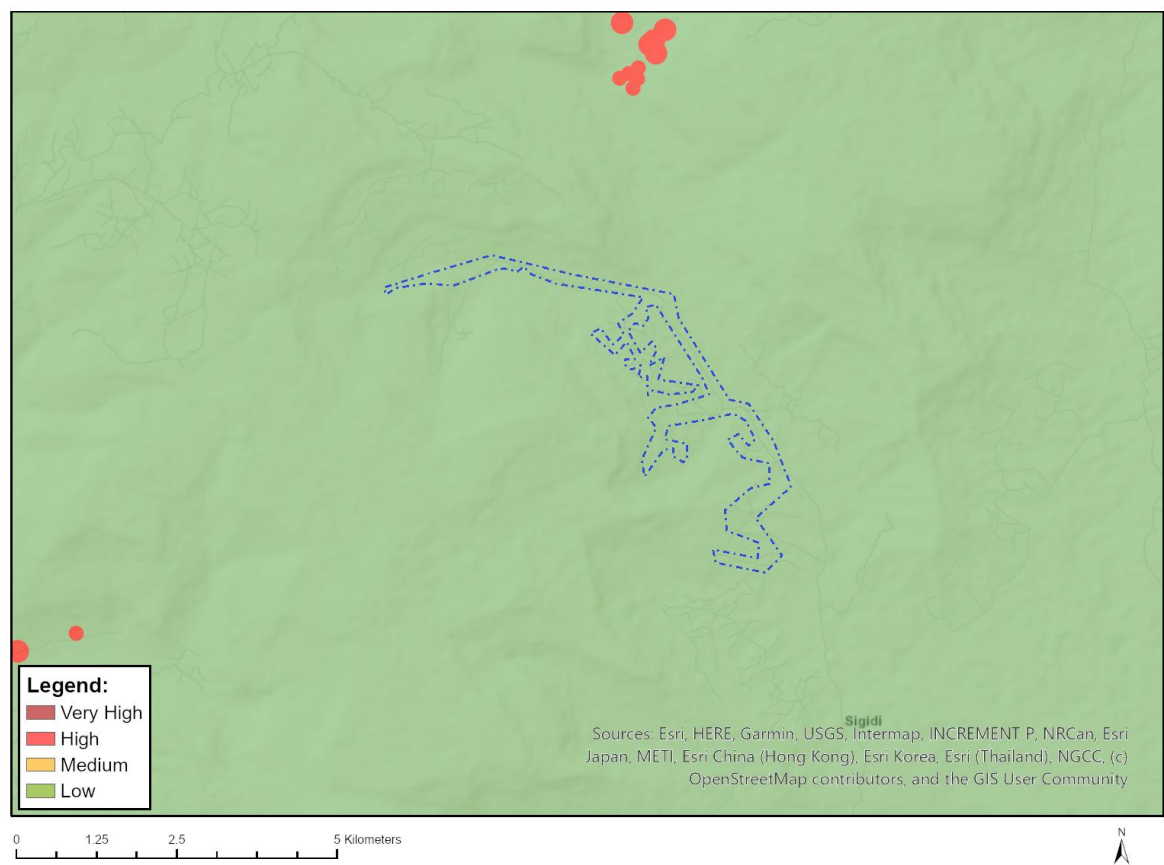 Legend:
Very High
High
Medium
Low
Sigidi
Sources: Esri, HERE, Garmin, USGS, Intermap, INCREMENT P, NRCan, Esri
Japan, METI, Esri China (Hong Kong), Esri Korea, Esri (Thailand), NGCC, (c)
OpenStreetMap contributors, and the GIS User Community
0 1.25 2.5 5 Kilometers
N